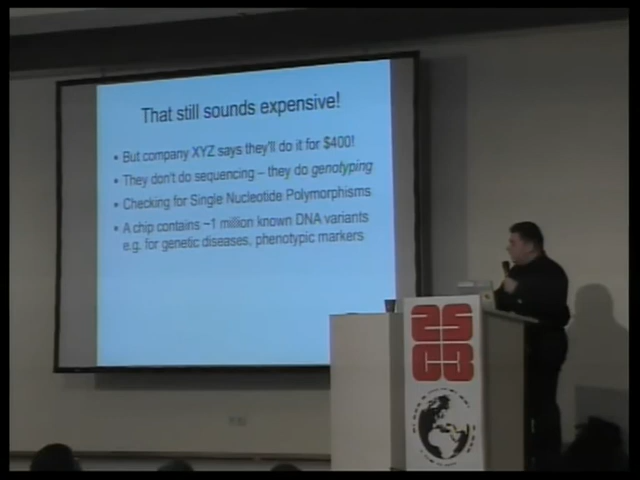 That still sounds expensive!
• But company XYZ says they'll do it for $400!
• They don't do sequencing – they do genotyping
• Checking for Single Nucleotide Polymorphisms
• A chip contains ~1 million known DNA variants
e.g. for genetic diseases, phenotypic markers
25
C3